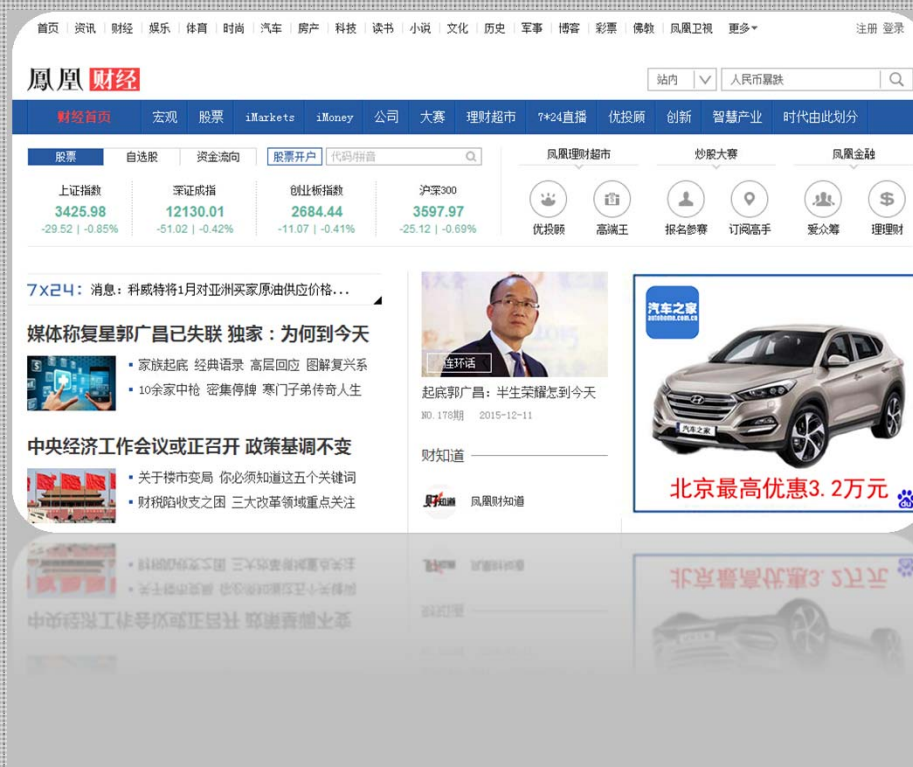 首页 资讯 财经 娱乐 体育 时尚 汽车 房产 科技 读书 小说 文化 历史 军事 博客 彩票 佛教 凤凰卫视 更多 注册 登录
鳳凰 财经 站内 人民币暴跌
财经首页 宏观 股票 iMarkets iMoney 公司 大赛 理财超市 7*24直播 优投顾 创新 智慧产业 时代由此划分
股票 自选股 资金流向 股票开户 代码/拼音 凤凰理财超市 炒股大赛 凤凰金融
上证指数 深证成指 创业板指数 沪深300
3425.98 12130.01 2684.44 3597.97
-29.52 | -0.85% -51.02 | -0.42% -11.07 | -0.41% -25.12 | -0.69%
优投顾 高端王 报名参赛 订阅高手 爱众筹 理理财
7X24: 消息: 科威特将1月对亚洲买家原油供应价格...
媒体称复星郭广昌已失联 独家：为何到今天
家族起底 经典语录 高层回应 图解复兴系
10余家中枪 密集停牌 寒门子弟传奇人生
中央经济工作会议或正召开 政策基调不变
关于楼市变局 你必须知道这五个关键词
财税陷收支之困 三大改革领域重点关注
连环话
起底郭广昌: 半生荣耀怎到今天
NO.178期 2015-12-11
财知道
财知道 凤凰财知道
汽车之家
autohome.com.cn
汽车之家
北京最高优惠3.2万元
du